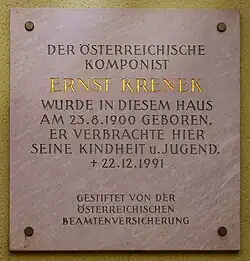 DER ÖSTERREICHISCHE
KOMPONIST
ERNST KRENEK
WURDE IN DIESEM HAUS
AM 23.8.1900 GEBOREN.
ER VERBRACHTE HIER
SEINE KINDHEIT u. JUGEND.
+ 22.12.1991
GESTIFTET VON DER
ÖSTERREICHISCHEN
BEAMTENVERSICHERUNG